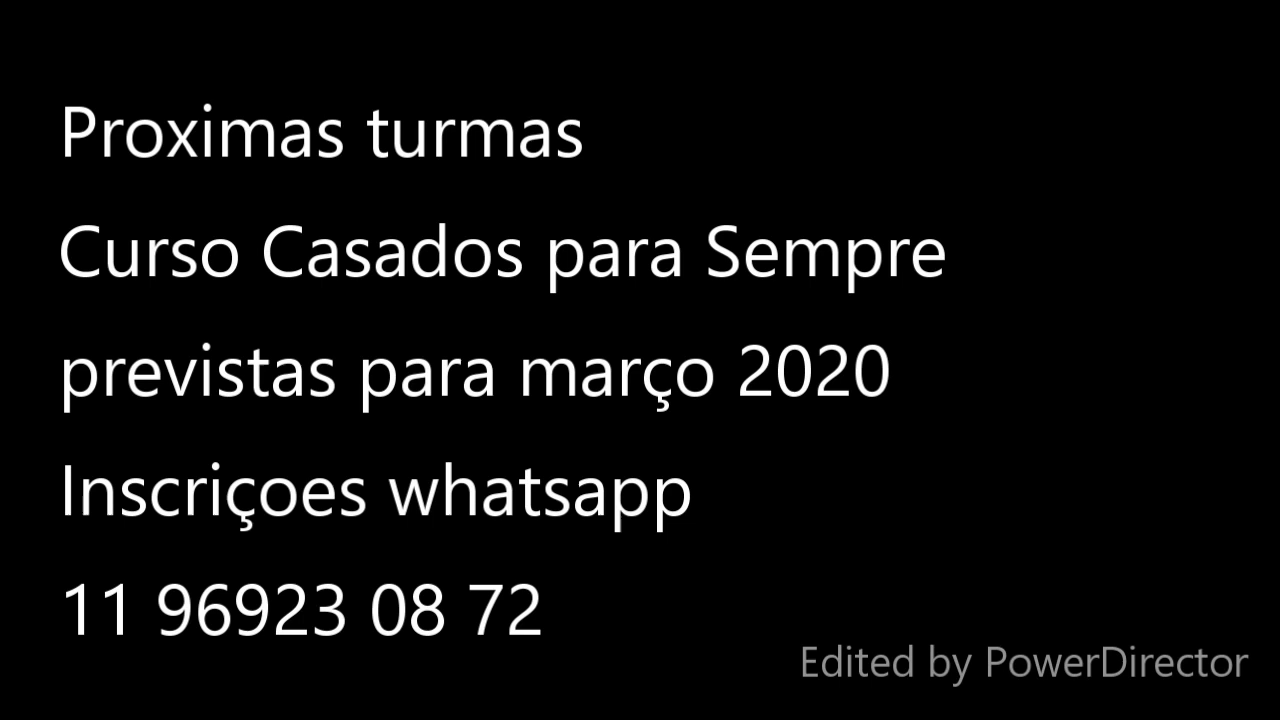 Proximas turmas
Curso Casados para Sempre
previstas para março 2020
Inscriçoes whatsapp
11 96923 08 72
Edited by PowerDirector